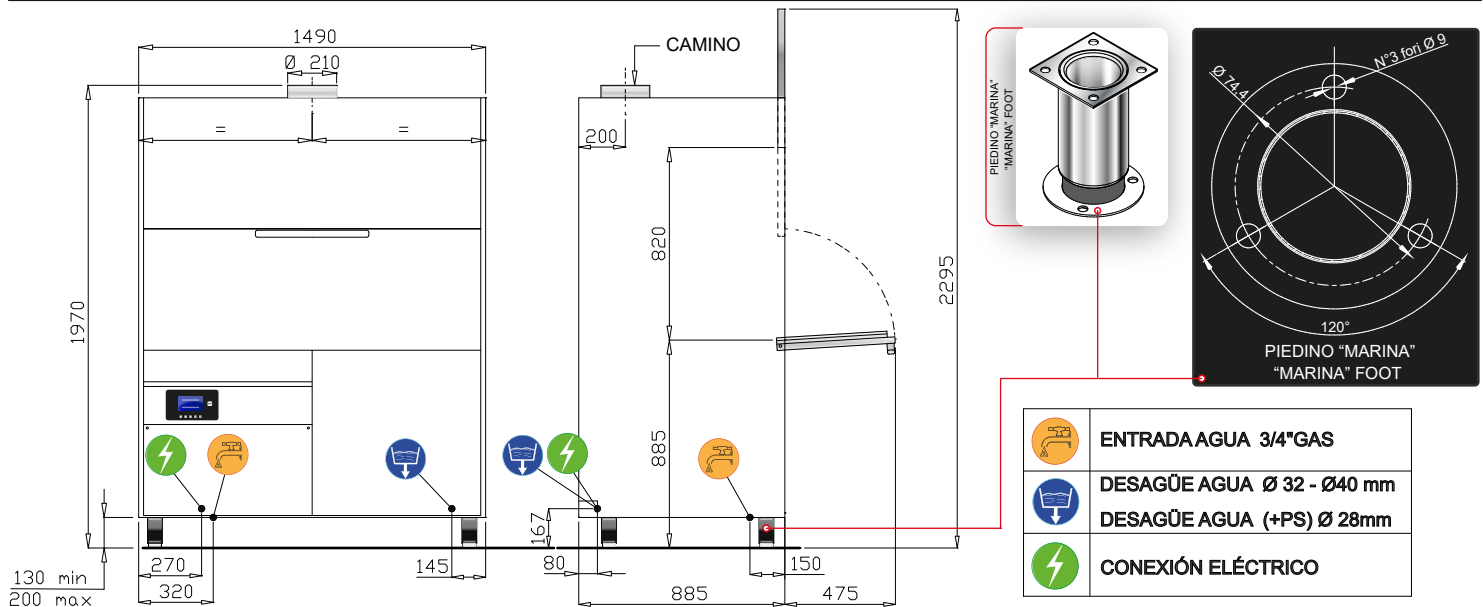 1490
Ø 210
= =
1970
130 min
200 max
270
320
145
CAMINO
200
820
885
167
80
885
150
475
2295
PIEDINO "MARINA"
"MARINA" FOOT
Ø 74,4
N°3 fori Ø 9
120°
PIEDINO "MARINA"
"MARINA" FOOT
ENTRADA AGUA 3/4"GAS
DESAGÜE AGUA Ø 32 - Ø40 mm
DESAGÜE AGUA (+PS) Ø 28mm
CONEXIÓN ELÉCTRICO